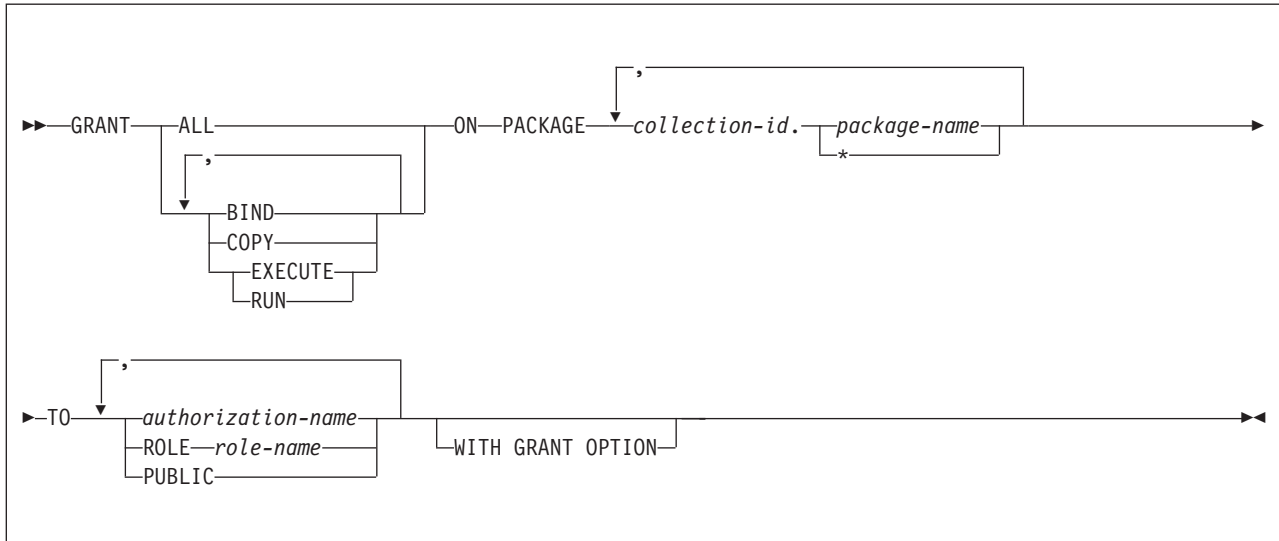 ,
GRANT ALL ON PACKAGE collection-id. package-name
, *
BIND
COPY
EXECUTE
RUN
,
TO authorization-name
ROLE role-name WITH GRANT OPTION
PUBLIC